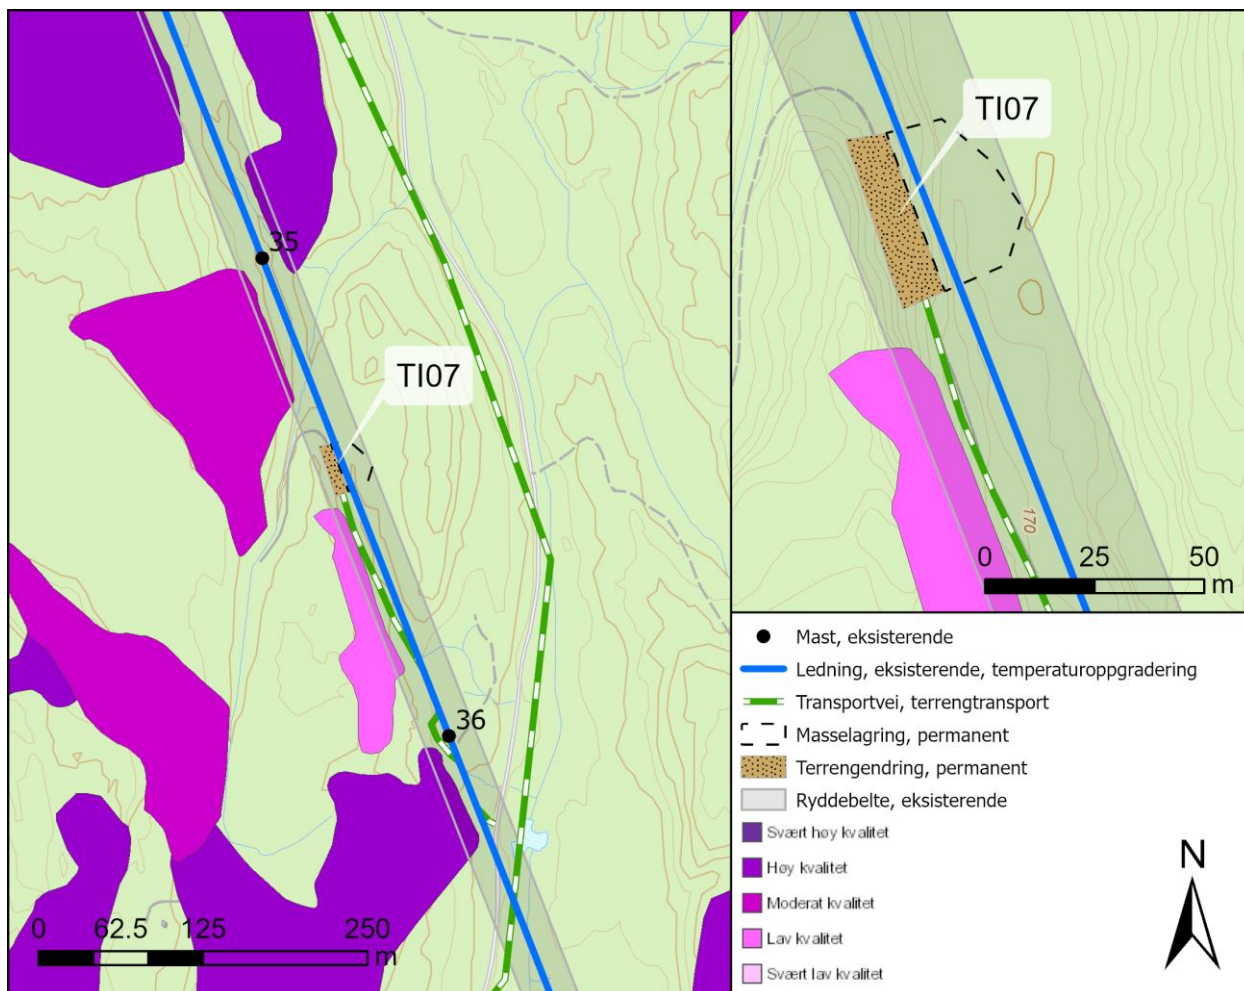 35
TI07
36
0 62.5 125 250
m
TI07
170
0 25 50
m
Mast, eksisterende
Ledning, eksisterende, temperaturoppgradering
Transportvei, terrengtransport
Masselagring, permanent
Terrengendring, permanent
Ryddebelte, eksisterende
Svært høy kvalitet
Høy kvalitet
Moderat kvalitet
Lav kvalitet
Svært lav kvalitet
N